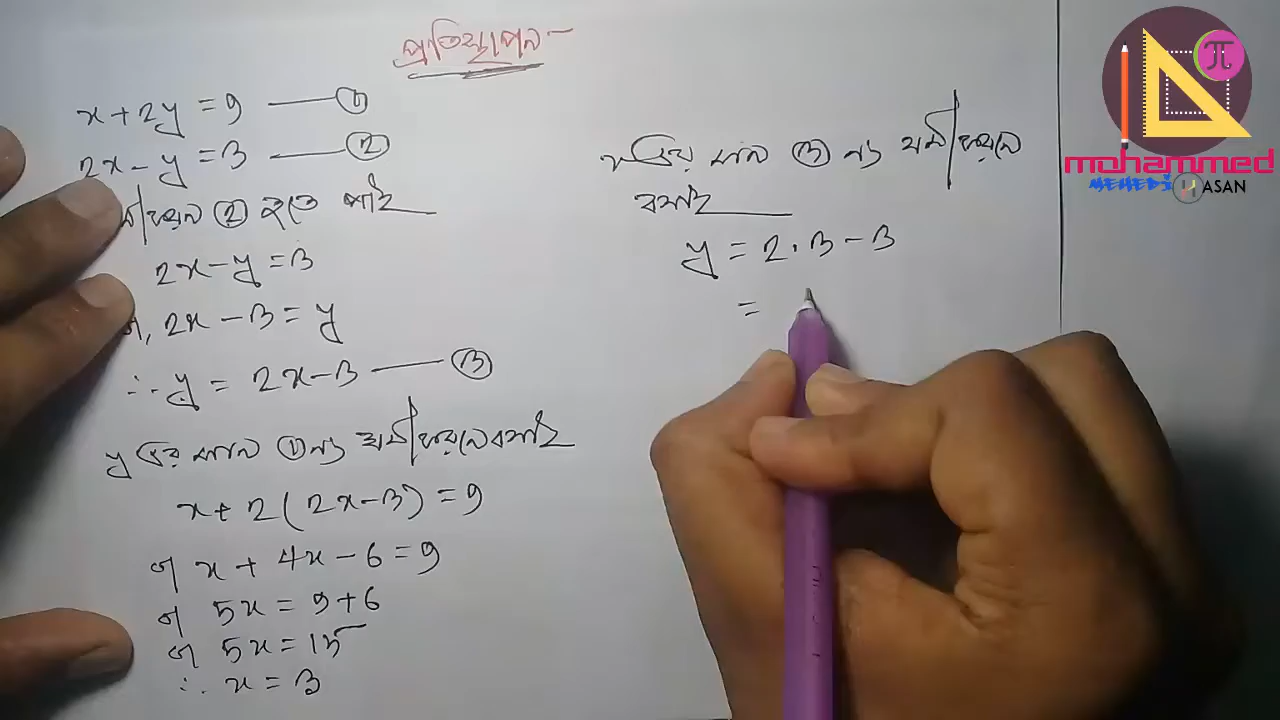 প্রতিস্থাপন
x + 2y = 9 ——— ①
2x - y = 3 ——— ②
② হতে পাই
2x - y = 3
বা, 2x - 3 = y
∴ y = 2x - 3 ——— ③
y এর মান ① নং সমীকরণে বসাই
x + 2(2x - 3) = 9
বা x + 4x - 6 = 9
বা 5x = 9 + 6
বা 5x = 15
∴ x = 3
x এর মান ③ নং সমীকরণে
বসাই
y = 2.3 - 3
=
π
mohammed
MEHEDI HASAN